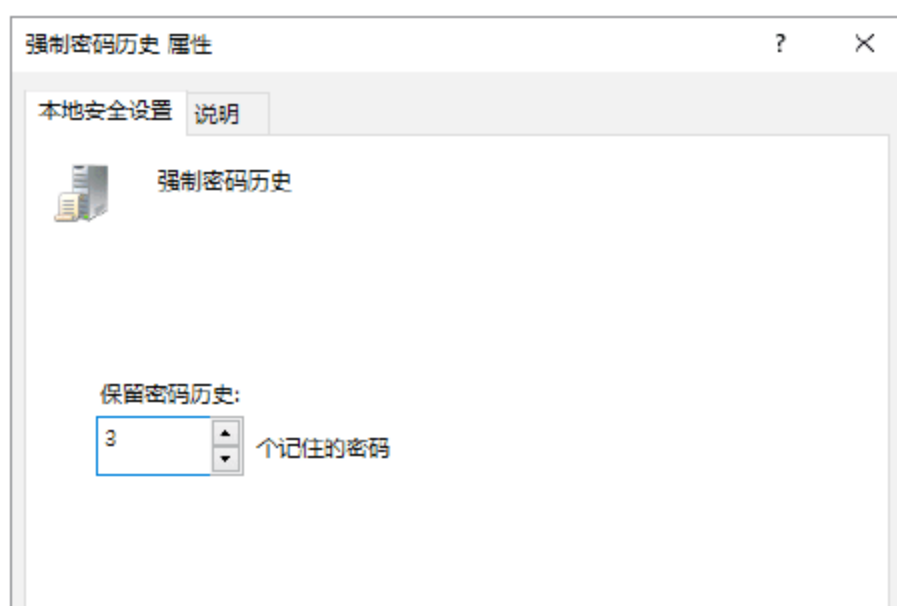 强制密码历史 属性
? ×
本地安全设置 说明
强制密码历史
保留密码历史:
3 个记住的密码